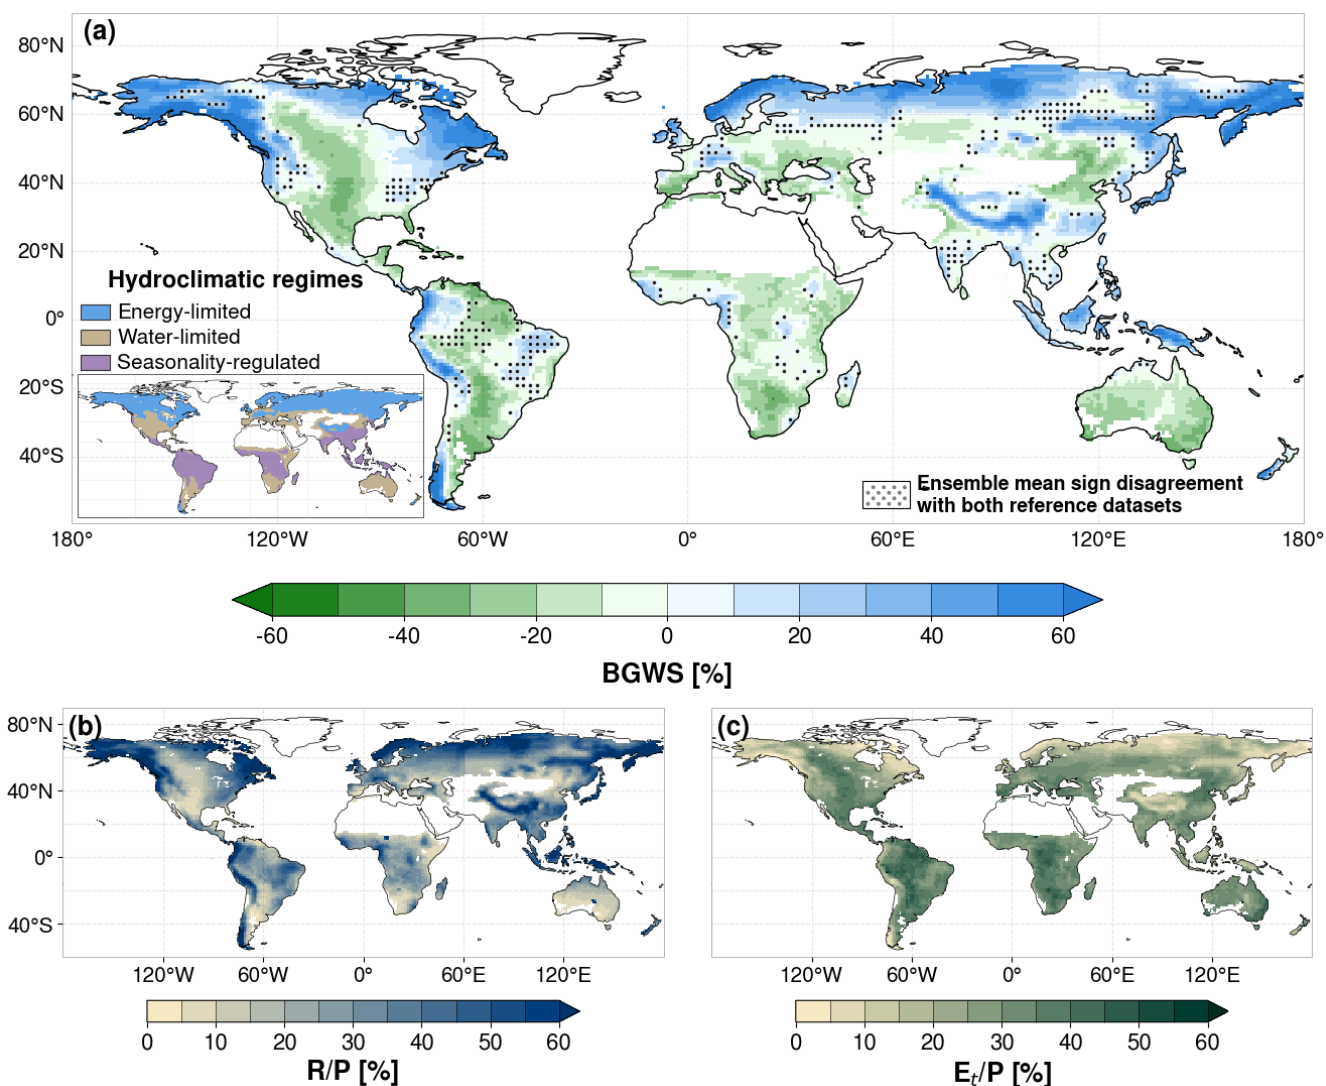 (a)
80°N
60°N
40°N
20°N
0°
20°S
40°S
Hydroclimatic regimes
Energy-limited
Water-limited
Seasonality-regulated
Ensemble mean sign disagreement
with both reference datasets
180° 120°W 60°W 0° 60°E 120°E 180°
-60 -40 -20 0 20 40 60
BGWS [%]
(b)
80°N
40°N
0°
40°S
120°W 60°W 0° 60°E 120°E
0 10 20 30 40 50 60
R/P [%]
(c)
120°W 60°W 0° 60°E 120°E
0 10 20 30 40 50 60
Eₜ/P [%]